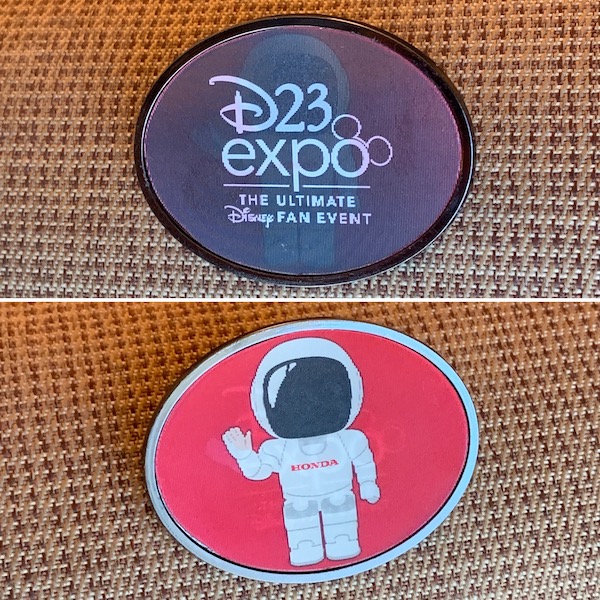 D23
expo
THE ULTIMATE
Disney FAN EVENT
HONDA